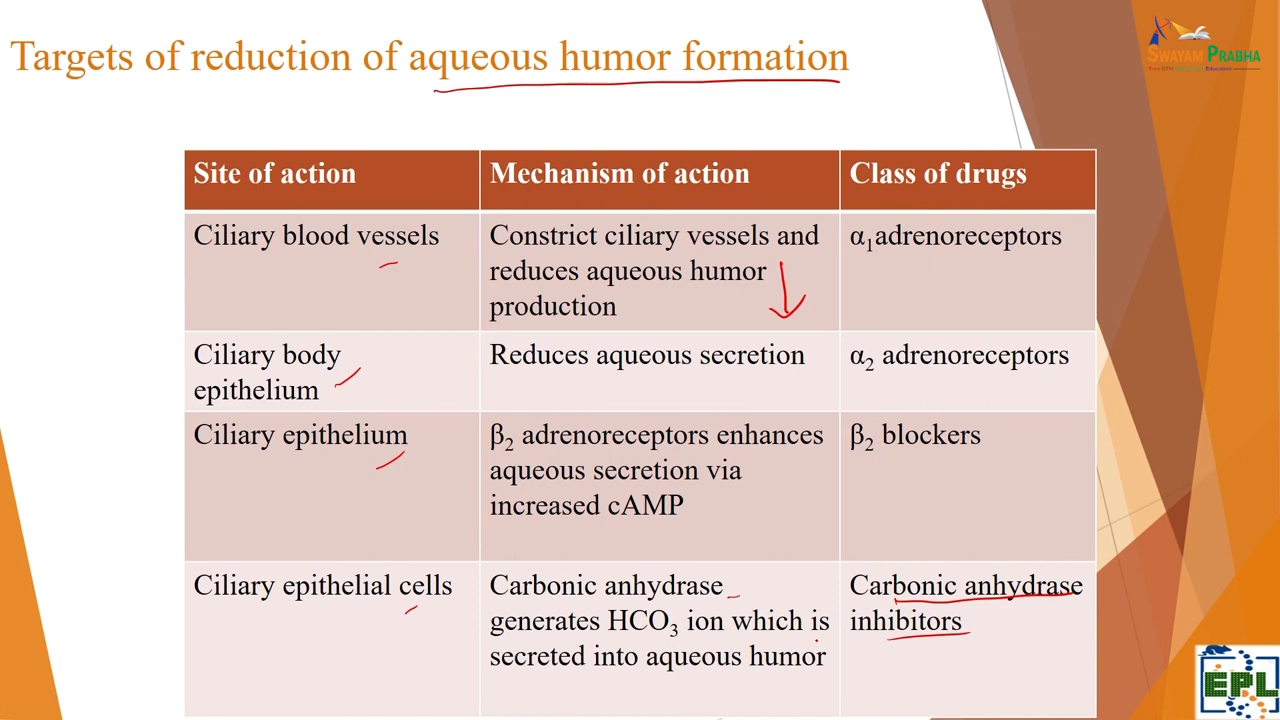 Targets of reduction of aqueous humor formation
SWAYAM PRABHA
Site of action
Mechanism of action
Class of drugs
Ciliary blood vessels
Constrict ciliary vessels and
reduces aqueous humor
production
α₁adrenoreceptors
Ciliary body
epithelium
Reduces aqueous secretion
α₂ adrenoreceptors
Ciliary epithelium
β₂ adrenoreceptors enhances
aqueous secretion via
increased cAMP
β₂ blockers
Ciliary epithelial cells
Carbonic anhydrase
generates HCO₃ ion which is
secreted into aqueous humor
Carbonic anhydrase
inhibitors
EPL